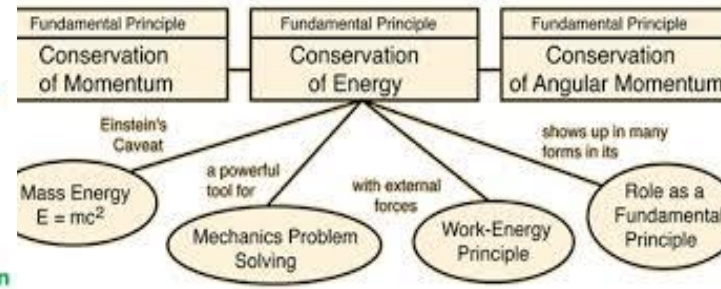 Fundamental Principle
Conservation
of Momentum
Fundamental Principle
Conservation
of Energy
Fundamental Principle
Conservation
of Angular Momentum
Einstein's
Caveat
a powerful
tool for
with external
forces
shows up in many
forms in its
Mass Energy
E = mc²
Mechanics Problem
Solving
Work-Energy
Principle
Role as a
Fundamental
Principle
n